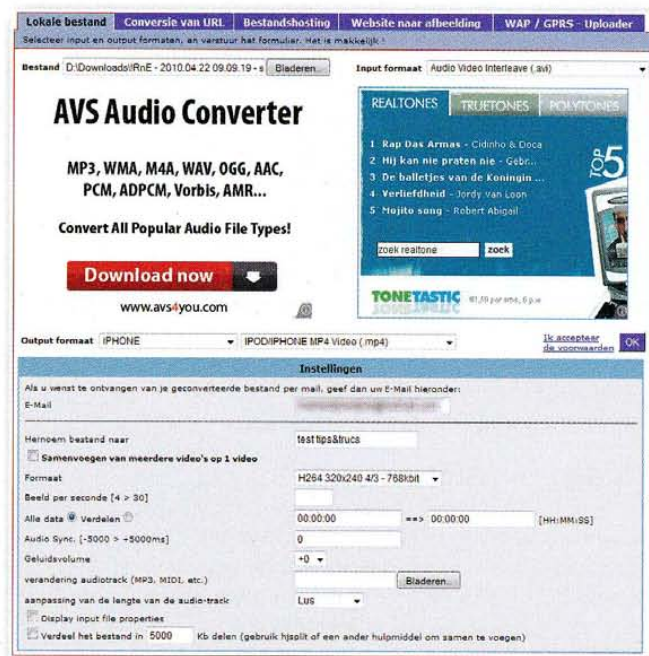 Lokale bestand Conversie van URL Bestandshosting Website naar afbeelding WAP / GPRS - Uploader
Selecteer input en output formaten, en verstuur het formulier. Het is makkelijk !
Bestand D:\Downloads\IRnE - 2010.04.22 09.09.19 - s Bladeren... Input formaat Audio Video Interleave (.avi)
AVS Audio Converter
MP3, WMA, M4A, WAV, OGG, AAC,
PCM, ADPCM, Vorbis, AMR...
Convert All Popular Audio File Types!
Download now
www.avs4you.com
REALTONES TRUETONES POLYTONES
1 Rap Das Armas - Cidinho & Doca
2 Hij kan nie praten nie - Gebr...
3 De balletjes van de Koningin ...
4 Verliefdheid - Jordy van Loon
5 Mojito song - Robert Abigail
TOP 5
zoek realtone zoek
TONETASTIC
Output formaat IPHONE IPOD/IPHONE MP4 Video (.mp4) Ik accepteer de voorwaarden OK
Instellingen
Als u wenst te ontvangen van je geconverteerde bestand per mail, geef dan uw E-Mail hieronder:
E-Mail
Hernoem bestand naar test tips&trucs
Samenvoegen van meerdere video's op 1 video
Formaat H264 320x240 4/3 - 768kbit
Beeld per seconde [4 > 30]
Alle data Verdelen 00:00:00 ==> 00:00:00 [HH:MM:SS]
Audio Sync. [-5000 > +5000ms] 0
Geluidsvolume +0
verandering audiotrack (MP3, MIDI, etc.) Bladeren...
aanpassing van de langte van de audio-track Lus
Display input file properties
Verdeel het bestand in 5000 Kb delen (gebruik hjsplit of een ander hulpmiddel om samen te voegen)